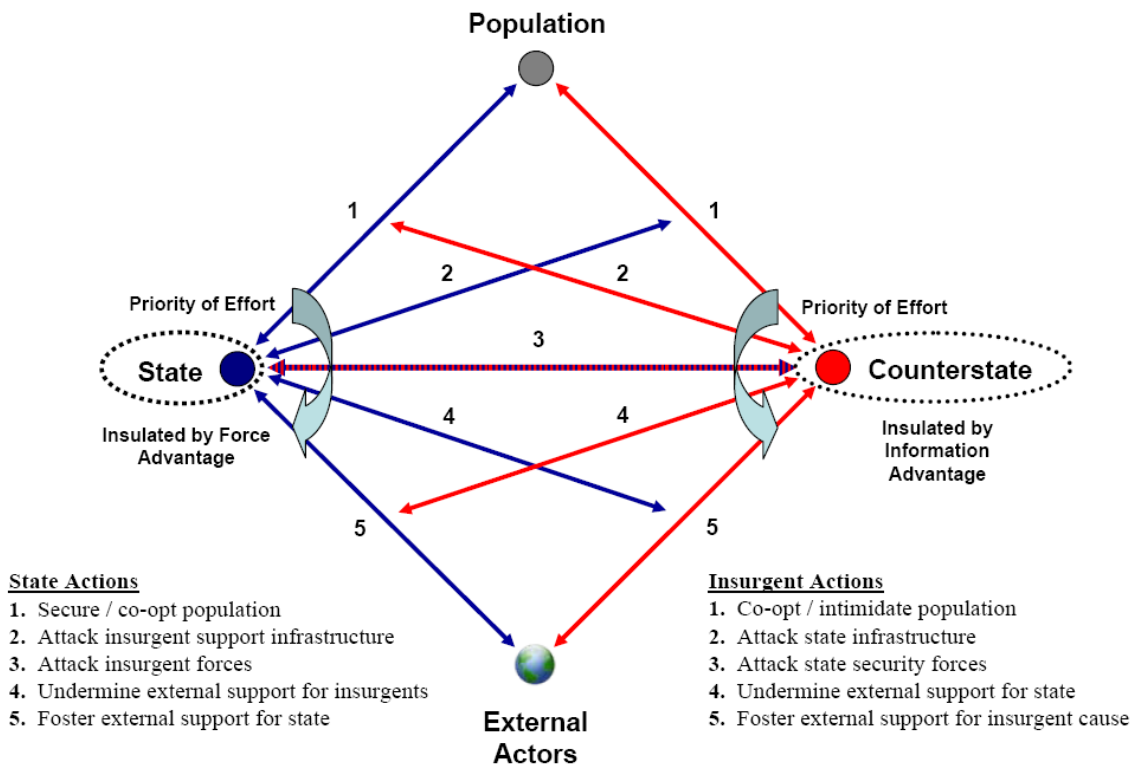 Population
1
1
2
2
Priority of Effort
Priority of Effort
3
State
Counterstate
4
4
Insulated by Force
Advantage
Insulated by
Information
Advantage
5
5
State Actions
1. Secure / co-opt population
2. Attack insurgent support infrastructure
3. Attack insurgent forces
4. Undermine external support for insurgents
5. Foster external support for state
Insurgent Actions
1. Co-opt / intimidate population
2. Attack state infrastructure
3. Attack state security forces
4. Undermine external support for state
5. Foster external support for insurgent cause
External
Actors